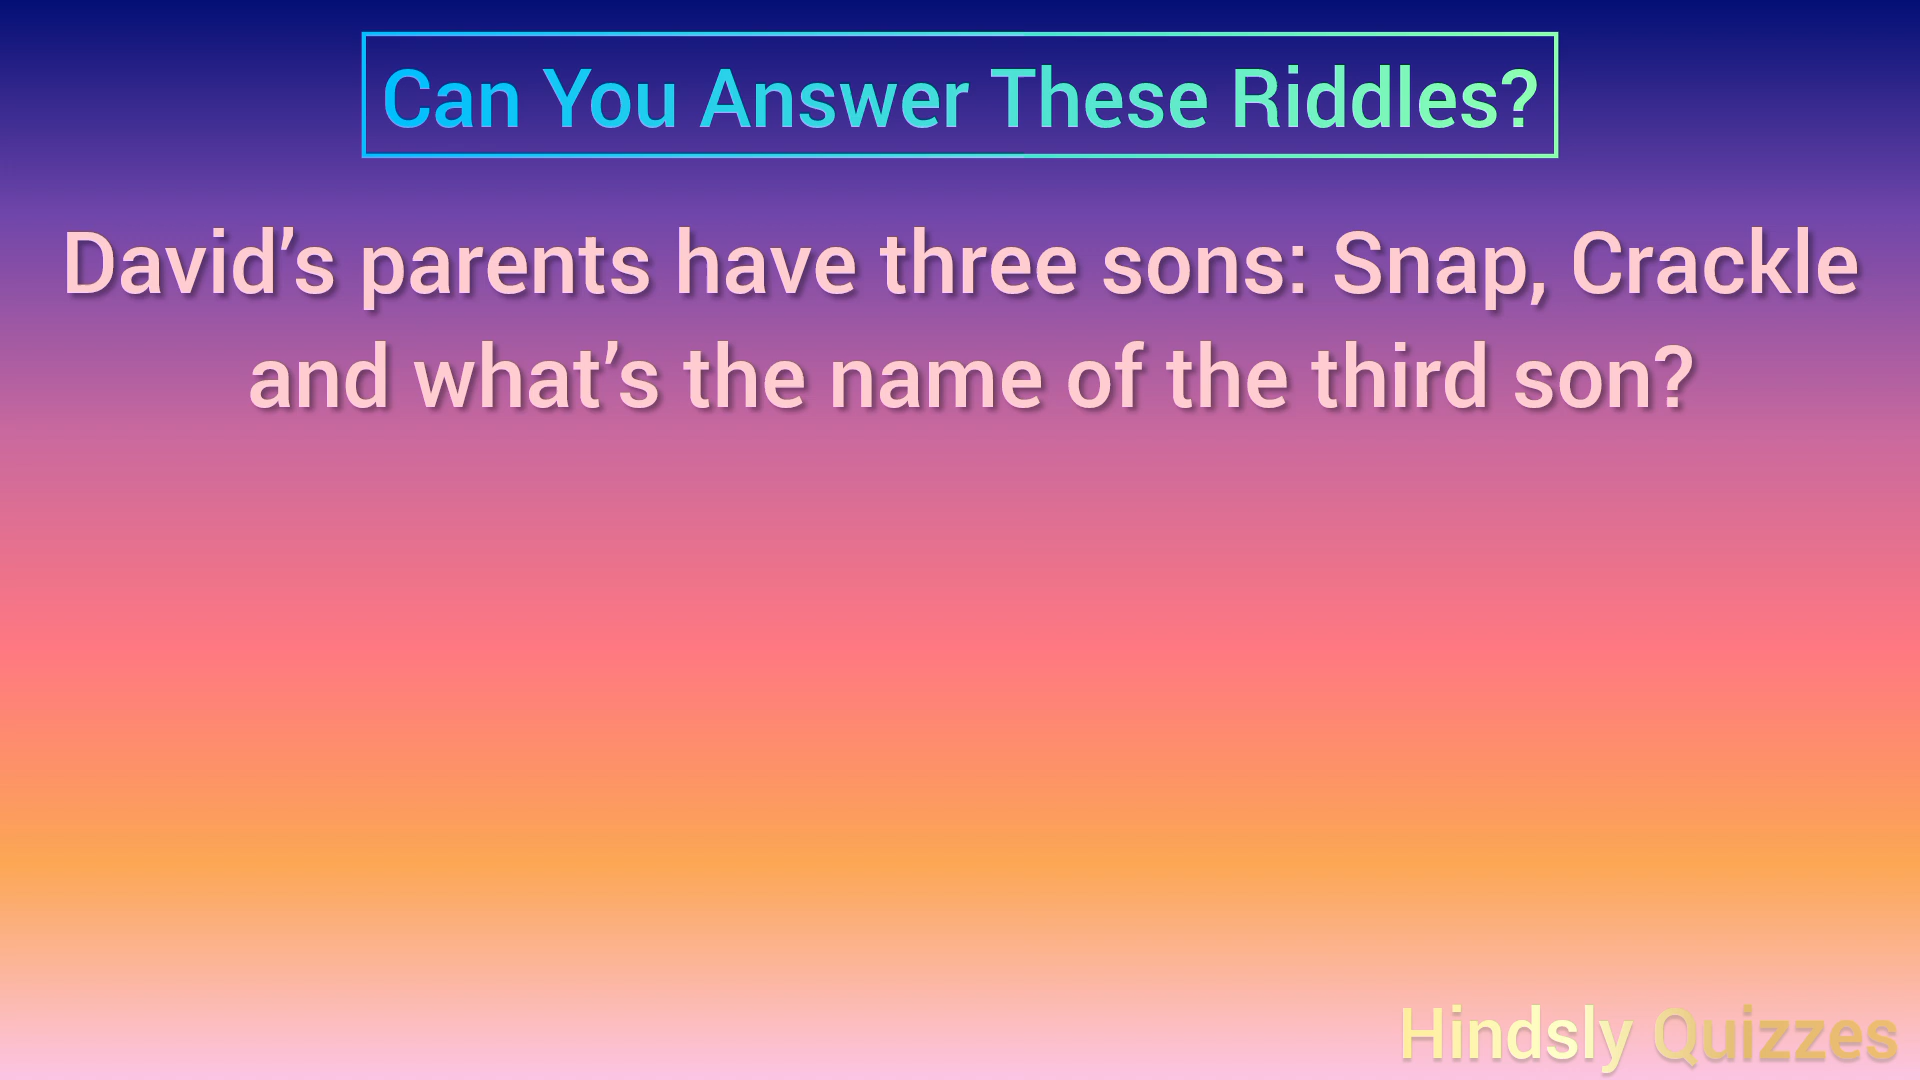 Can You Answer These Riddles?
David’s parents have three sons: Snap, Crackle
and what’s the name of the third son?
Hindsly Quizzes